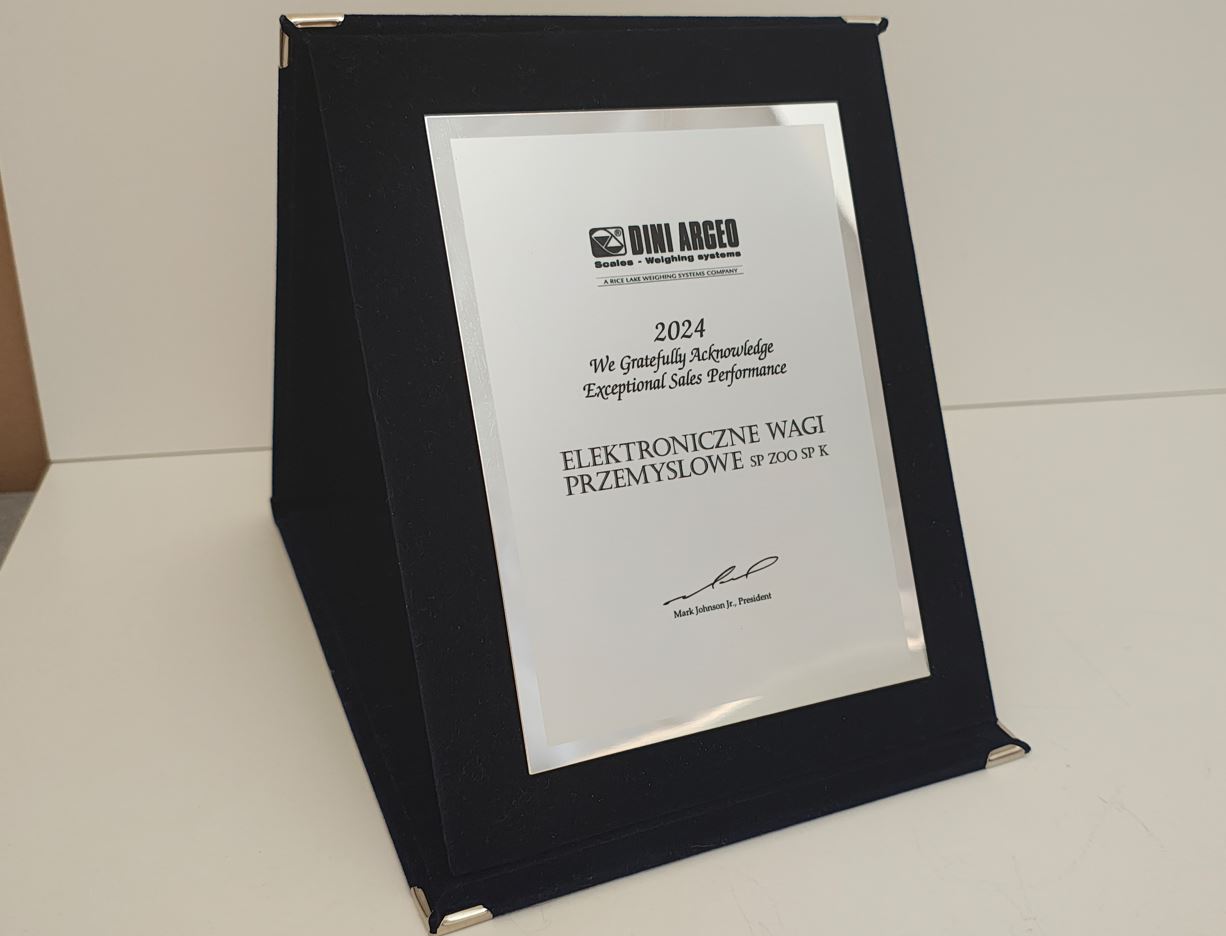 DINI ARGEO
Scales - Weighing systems
A RICE LAKE WEIGHING SYSTEMS COMPANY
2024
We Gratefully Acknowledge
Exceptional Sales Performance
ELEKTRONICZNE WAGI
PRZEMYSLOWE SP ZOO SP K
Mark Johnson Jr., President